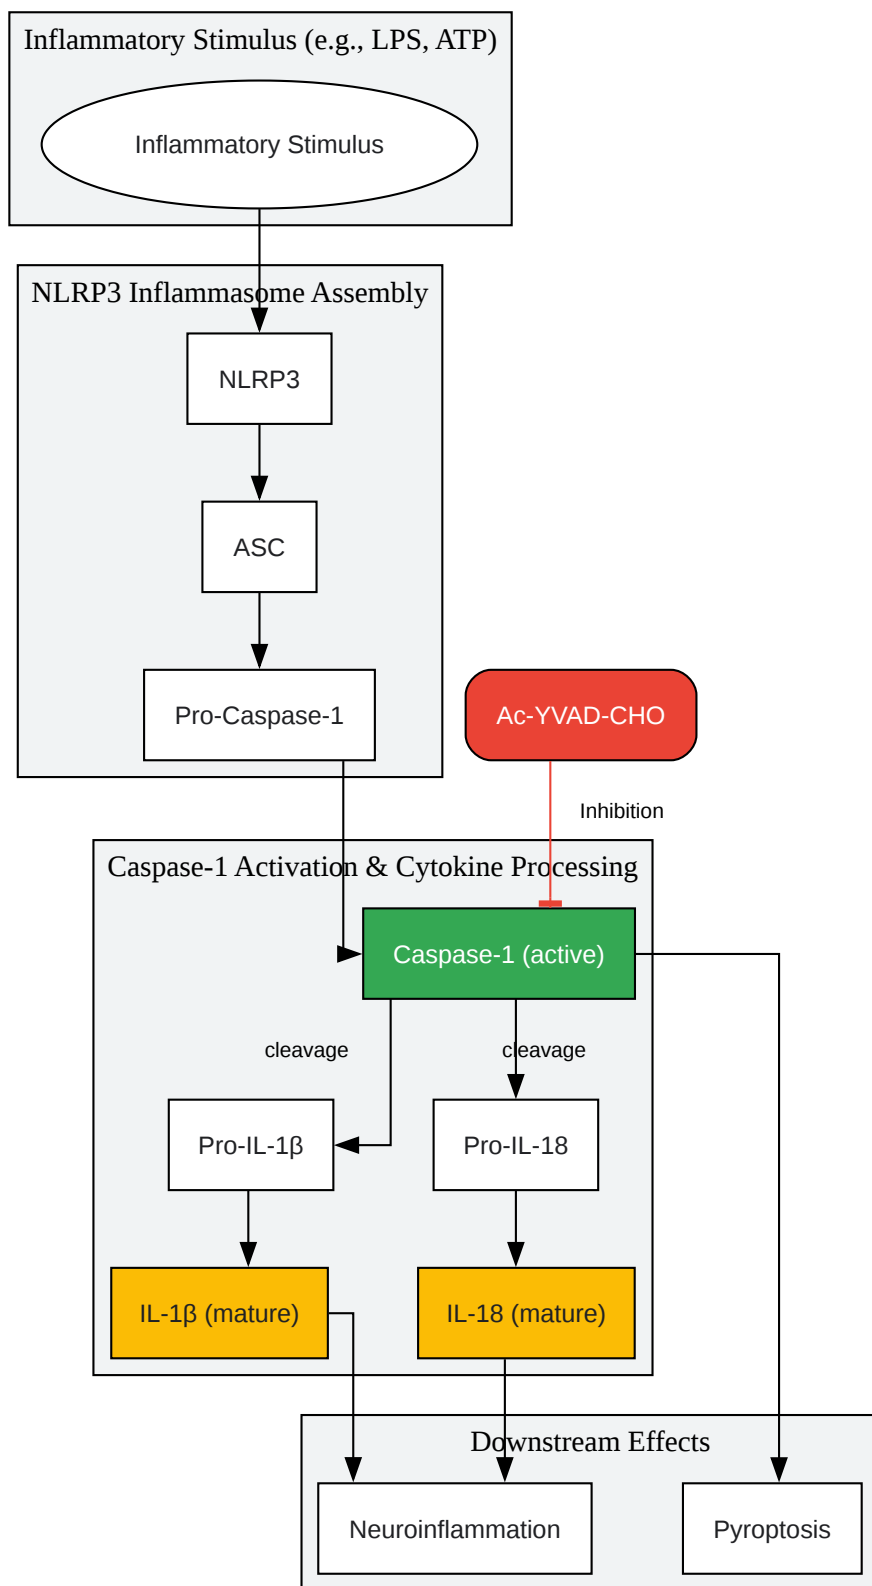 Inflammatory Stimulus (e.g., LPS, ATP)
Inflammatory Stimulus
NLRP3 Inflammasome Assembly
NLRP3
ASC
Pro-Caspase-1
Ac-YVAD-CHO
Inhibition
Caspase-1 Activation & Cytokine Processing
Caspase-1 (active)
cleavage
cleavage
Pro-IL-1β
Pro-IL-18
IL-1β (mature)
IL-18 (mature)
Downstream Effects
Neuroinflammation
Pyroptosis